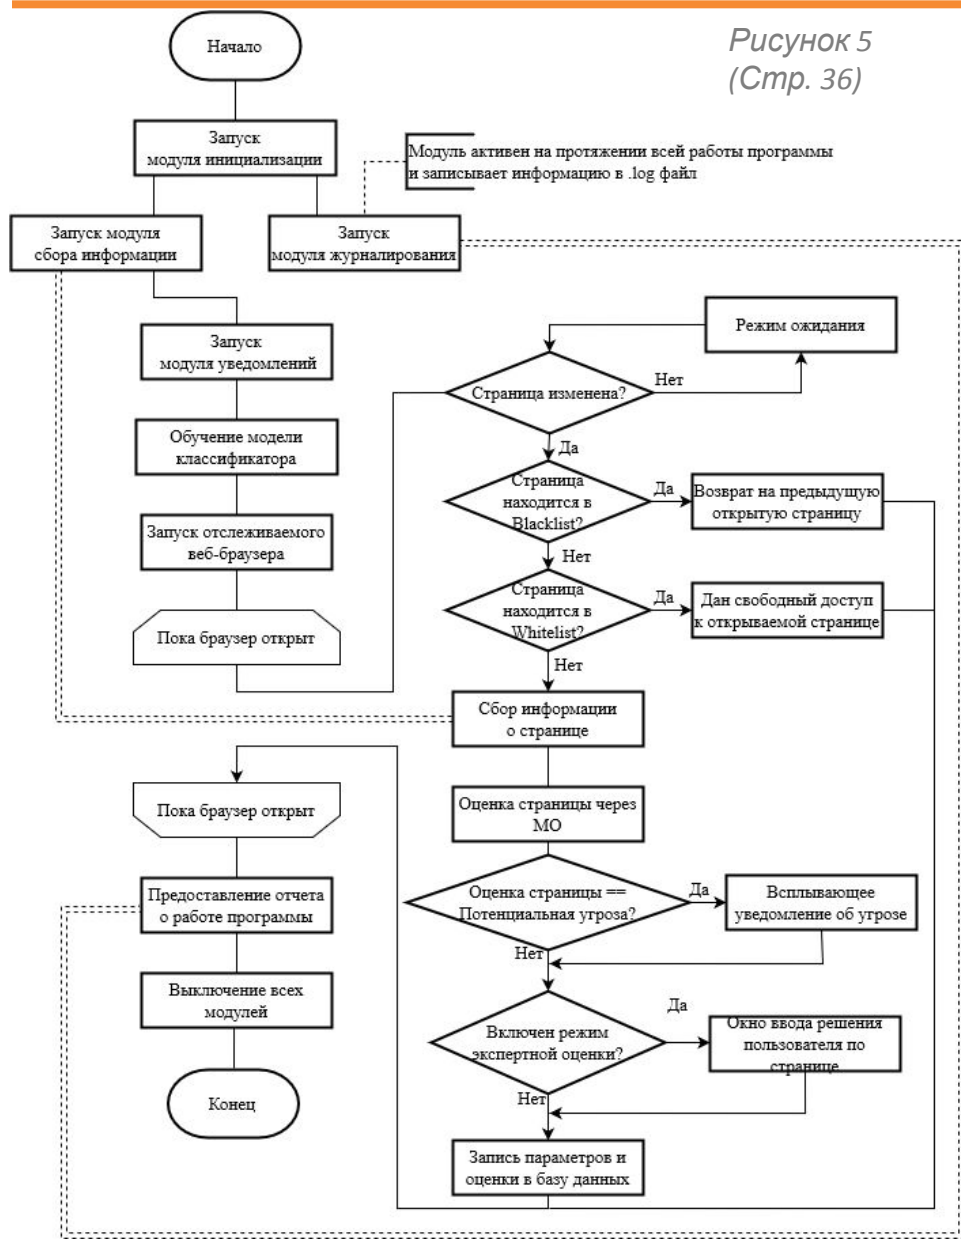 Рисунок 5
(Стр. 36)
Начало
Запуск
модуля инициализации
Модуль активен на протяжении всей работы программы
и записывает информацию в .log файл
Запуск модуля
сбора информации
Запуск
модуля журналирования
Запуск
модуля уведомлений
Обучение модели
классификатора
Запуск отслеживаемого
веб-браузера
Пока браузер открыт
Режим ожидания
Страница изменена?
Нет
Да
Страница
находится в
Blacklist?
Да
Возврат на предыдущую
открытую страницу
Нет
Страница
находится в
Whitelist?
Да
Дан свободный доступ
к открываемой странице
Нет
Сбор информации
о странице
Оценка страницы через
МО
Оценка страницы ==
Потенциальная угроза?
Да
Всплывающее
уведомление об угрозе
Нет
Включен режим
экспертной оценки?
Да
Окно ввода решения
пользователя по
странице
Нет
Запись параметров и
оценки в базу данных
Пока браузер открыт
Предоставление отчета
о работе программы
Выключение всех
модулей
Конец